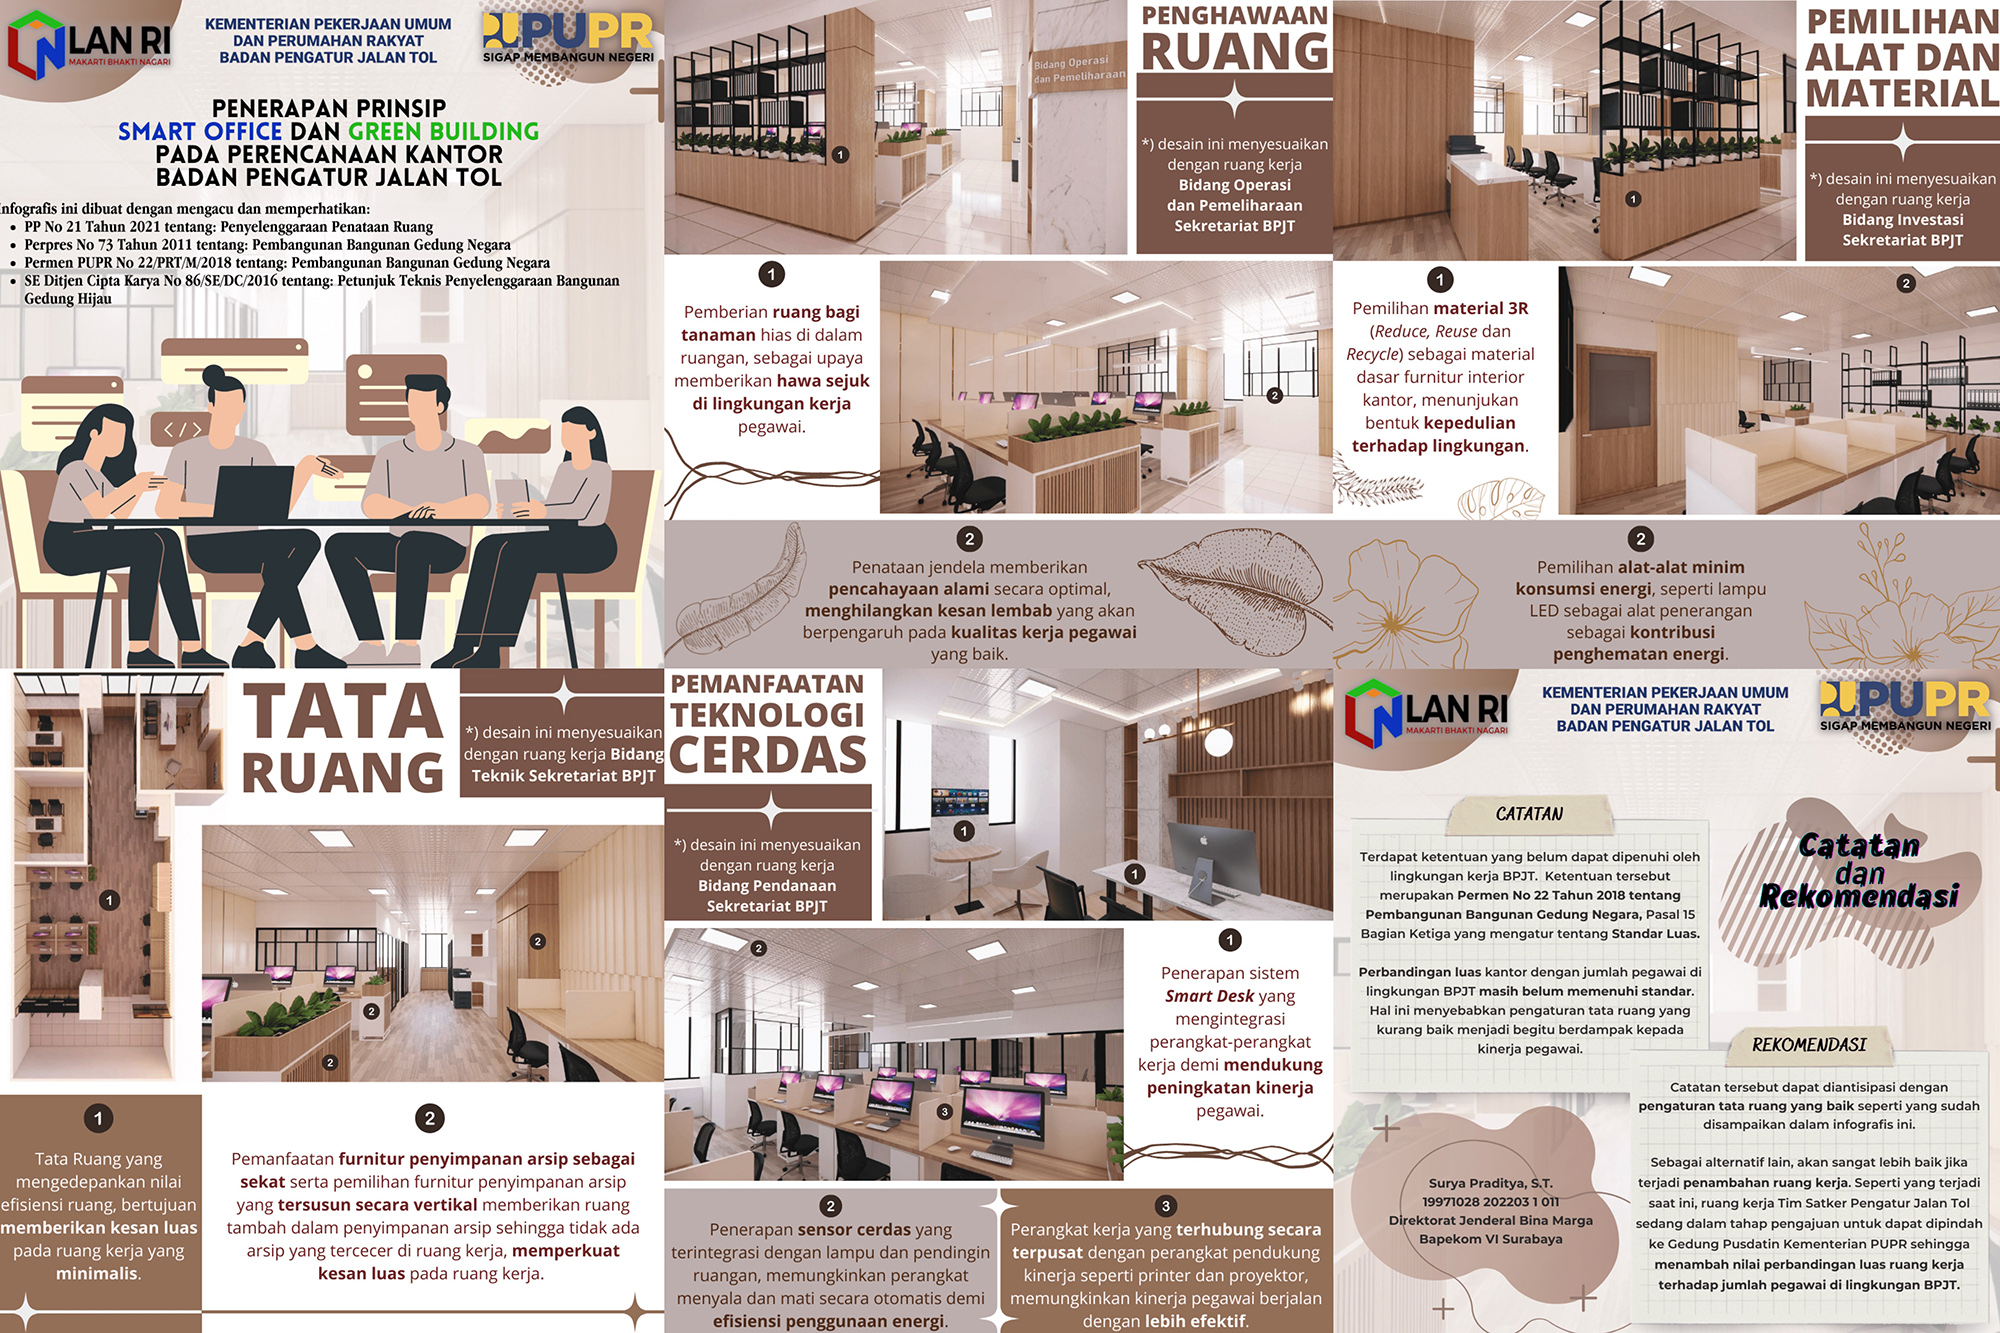 LAN RI
MAKARTI BHAKTI NAGARI
KEMENTERIAN PEKERJAAN UMUM
DAN PERUMAHAN RAKYAT
BADAN PENGATUR JALAN TOL
PUPR
SIGAP MEMBANGUN NEGERI
PENERAPAN PRINSIP
SMART OFFICE DAN GREEN BUILDING
PADA PERENCANAAN KANTOR
BADAN PENGATUR JALAN TOL
Infografis ini dibuat dengan mengacu dan memperhatikan:
• PP No 21 Tahun 2021 tentang: Penyelenggaraan Penataan Ruang
• Perpres No 73 Tahun 2011 tentang: Pembangunan Bangunan Gedung Negara
• Permen PUPR No 22/PRT/M/2018 tentang: Pembangunan Bangunan Gedung Negara
• SE Ditjen Cipta Karya No 86/SE/DC/2016 tentang: Petunjuk Teknis Penyelenggaraan Bangunan
Gedung Hijau
</>
Bidang Operasi
dan Pemeliharaan
1
PENGHAWAAN
RUANG
*) desain ini menyesuaikan
dengan ruang kerja
Bidang Operasi
dan Pemeliharaan
Sekretariat BPJT
1
Pemberian ruang bagi
tanaman hias di dalam
ruangan, sebagai upaya
memberikan hawa sejuk
di lingkungan kerja
pegawai.
2
2
Penataan jendela memberikan
pencahayaan alami secara optimal,
menghilangkan kesan lembab yang akan
berpengaruh pada kualitas kerja pegawai
yang baik.
1
PEMILIHAN
ALAT DAN
MATERIAL
*) desain ini menyesuaikan
dengan ruang kerja
Bidang Investasi
Sekretariat BPJT
1
Pemilihan material 3R
(Reduce, Reuse dan
Recycle) sebagai material
dasar furnitur interior
kantor, menunjukan
bentuk kepedulian
terhadap lingkungan.
2
2
Pemilihan alat-alat minim
konsumsi energi, seperti lampu
LED sebagai alat penerangan
sebagai kontribusi
penghematan energi.
1
TATA
RUANG
*) desain ini menyesuaikan
dengan ruang kerja Bidang
Teknik Sekretariat BPJT
2
2
2
1
Tata Ruang yang
mengedepankan nilai
efisiensi ruang, bertujuan
memberikan kesan luas
pada ruang kerja yang
minimalis.
2
Pemanfaatan furnitur penyimpanan arsip sebagai
sekat serta pemilihan furnitur penyimpanan arsip
yang tersusun secara vertikal memberikan ruang
tambah dalam penyimpanan arsip sehingga tidak ada
arsip yang tercecer di ruang kerja, memperkuat
kesan luas pada ruang kerja.
PEMANFAATAN
TEKNOLOGI
CERDAS
*) desain ini menyesuaikan
dengan ruang kerja
Bidang Pendanaan
Sekretariat BPJT
1
1
2
3
1
Penerapan sistem
Smart Desk yang
mengintegrasi
perangkat-perangkat
kerja demi mendukung
peningkatan kinerja
pegawai.
2
Penerapan sensor cerdas yang
terintegrasi dengan lampu dan pendingin
ruangan, memungkinkan perangkat
menyala dan mati secara otomatis demi
efisiensi penggunaan energi.
3
Perangkat kerja yang terhubung secara
terpusat dengan perangkat pendukung
kinerja seperti printer dan proyektor,
memungkinkan kinerja pegawai berjalan
dengan lebih efektif.
LAN RI
MAKARTI BHAKTI NAGARI
KEMENTERIAN PEKERJAAN UMUM
DAN PERUMAHAN RAKYAT
BADAN PENGATUR JALAN TOL
PUPR
SIGAP MEMBANGUN NEGERI
CATATAN
Terdapat ketentuan yang belum dapat dipenuhi oleh
lingkungan kerja BPJT. Ketentuan tersebut
merupakan Permen No 22 Tahun 2018 tentang
Pembangunan Bangunan Gedung Negara, Pasal 15
Bagian Ketiga yang mengatur tentang Standar Luas.
Perbandingan luas kantor dengan jumlah pegawai di
lingkungan BPJT masih belum memenuhi standar.
Hal ini menyebabkan pengaturan tata ruang yang
kurang baik menjadi begitu berdampak kepada
kinerja pegawai.
Catatan
dan
Rekomendasi
REKOMENDASI
Catatan tersebut dapat diantisipasi dengan
pengaturan tata ruang yang baik seperti yang sudah
disampaikan dalam infografis ini.
Sebagai alternatif lain, akan sangat lebih baik jika
terjadi penambahan ruang kerja. Seperti yang terjadi
saat ini, ruang kerja Tim Satker Pengatur Jalan Tol
sedang dalam tahap pengajuan untuk dapat dipindah
ke Gedung Pusdatin Kementerian PUPR sehingga
menambah nilai perbandingan luas ruang kerja
terhadap jumlah pegawai di lingkungan BPJT.
Surya Praditya, S.T.
19971028 202203 1 011
Direktorat Jenderal Bina Marga
Bapekom VI Surabaya